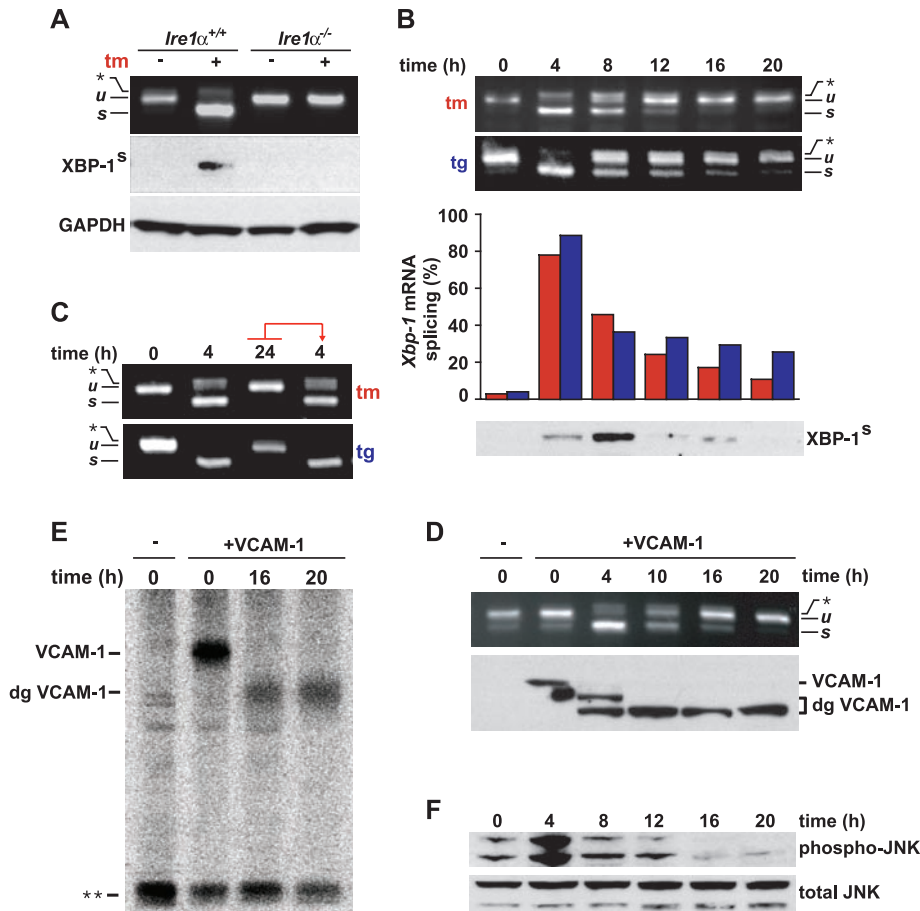 A
Ire1α+/+ Ire1α-/-
tm - + - +
*
u
s
XBP-1S
GAPDH
B
time (h) 0 4 8 12 16 20
tm
*
u
s
tg
*
u
s
100
80
60
40
20
0
Xbp-1 mRNA
splicing (%)
XBP-1S
C
time (h) 0 4 24 4
*
u
s
tm
*
u
s
tg
E
- +VCAM-1
time (h) 0 0 16 20
VCAM-1
dg VCAM-1
**
D
- +VCAM-1
0 0 4 10 16 20 time (h)
*
u
s
VCAM-1
dg VCAM-1
F
0 4 8 12 16 20 time (h)
phospho-JNK
total JNK